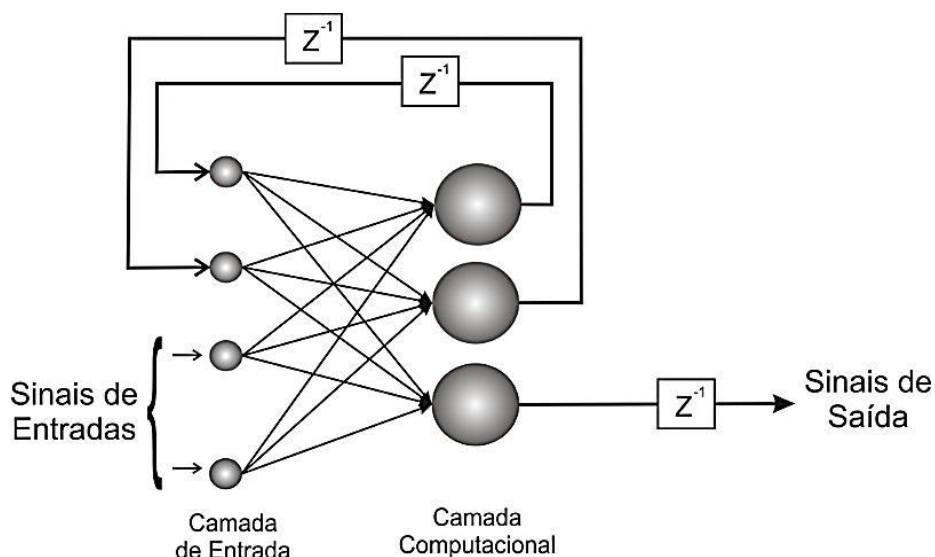 Z-1
Z-1
Sinais de
Entradas
Z-1
Sinais de
Saída
Camada
de Entrada
Camada
Computacional